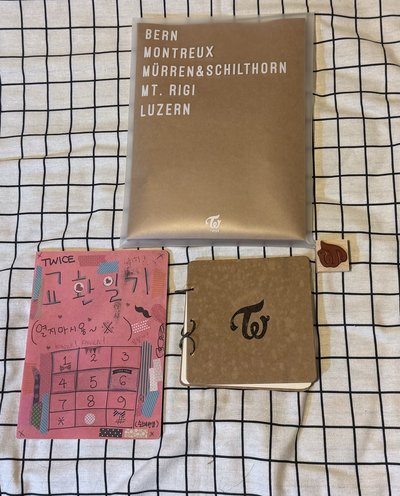 BERN
MONTREUX
MÜRREN&SCHILTHORN
MT. RIGI
LUZERN
TWICE
TWICE
교환일기
1 2 3
4 5 6
7 8 9
* #